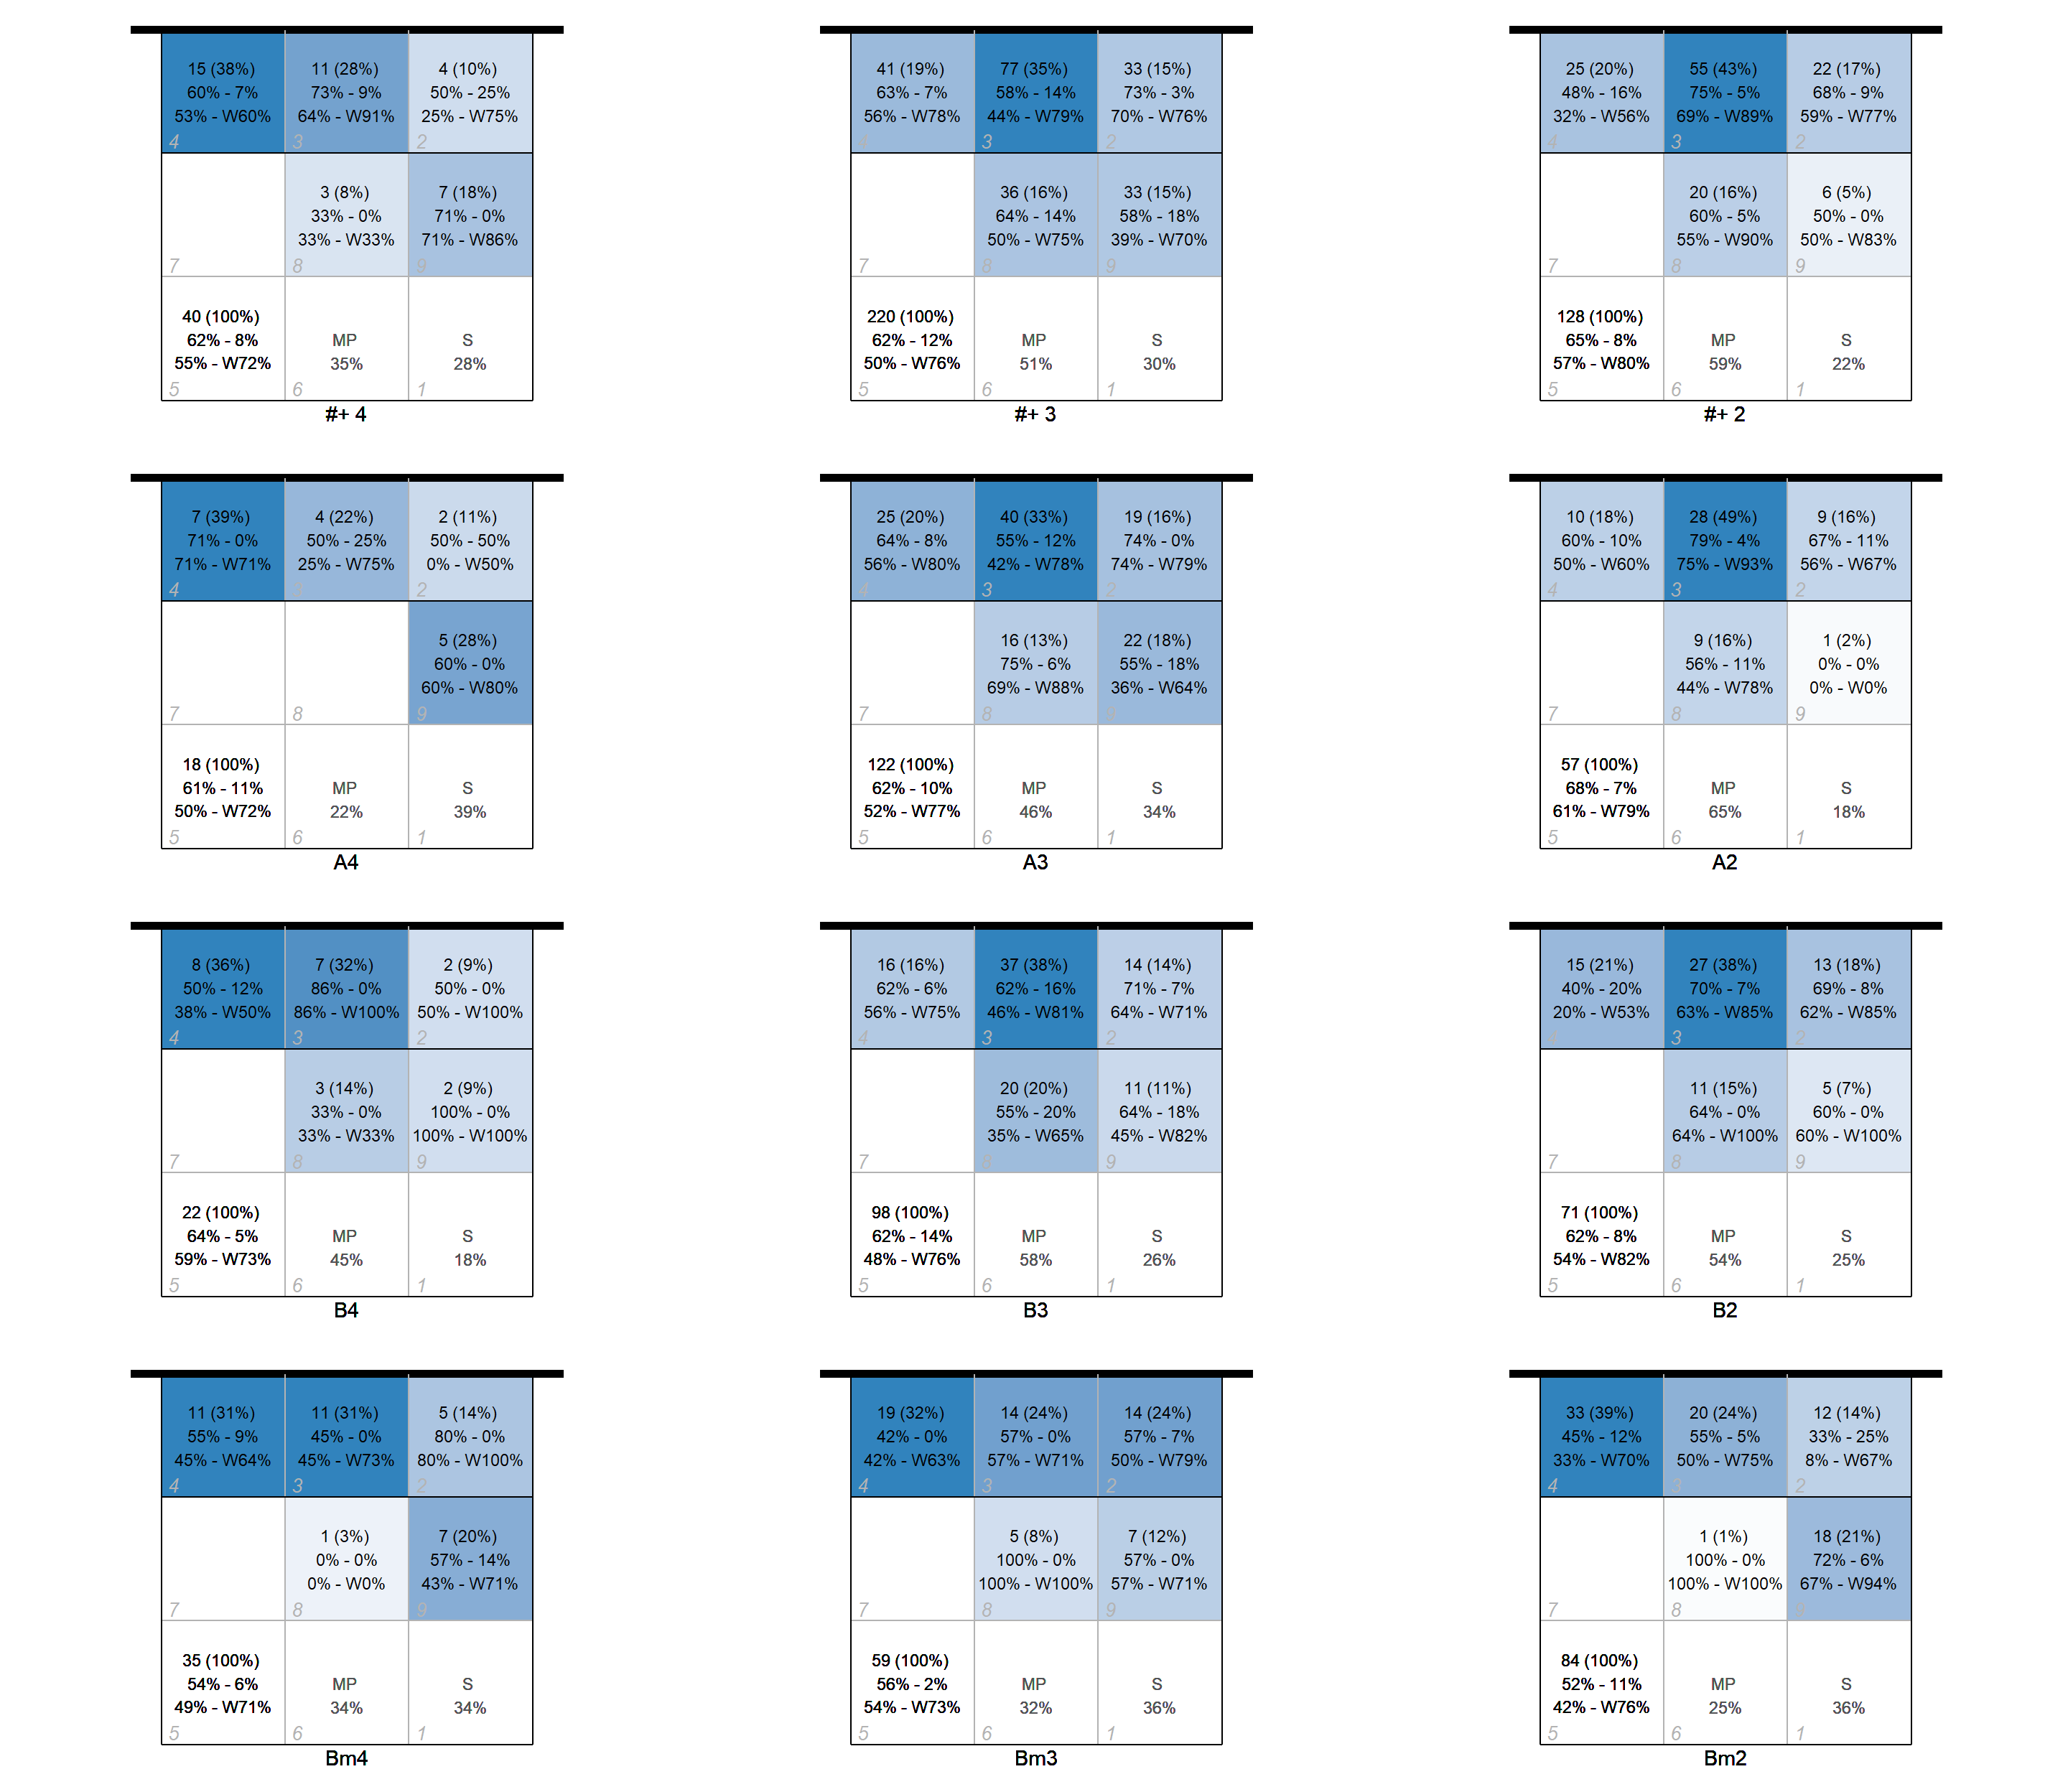 15 (38%)
60% - 7%
53% - W60%
4
11 (28%)
73% - 9%
64% - W91%
3
4 (10%)
50% - 25%
25% - W75%
2
7
3 (8%)
33% - 0%
33% - W33%
8
7 (18%)
71% - 0%
71% - W86%
9
40 (100%)
62% - 8%
55% - W72%
5
MP
35%
6
S
28%
1
#+ 4
41 (19%)
63% - 7%
56% - W78%
4
77 (35%)
58% - 14%
44% - W79%
3
33 (15%)
73% - 3%
70% - W76%
2
7
36 (16%)
64% - 14%
50% - W75%
8
33 (15%)
58% - 18%
39% - W70%
9
220 (100%)
62% - 12%
50% - W76%
5
MP
51%
6
S
30%
1
#+ 3
25 (20%)
48% - 16%
32% - W56%
4
55 (43%)
75% - 5%
69% - W89%
3
22 (17%)
68% - 9%
59% - W77%
2
7
20 (16%)
60% - 5%
55% - W90%
8
6 (5%)
50% - 0%
50% - W83%
9
128 (100%)
65% - 8%
57% - W80%
5
MP
59%
6
S
22%
1
#+ 2
7 (39%)
71% - 0%
71% - W71%
4
4 (22%)
50% - 25%
25% - W75%
3
2 (11%)
50% - 50%
0% - W50%
2
7
8
5 (28%)
60% - 0%
60% - W80%
9
18 (100%)
61% - 11%
50% - W72%
5
MP
22%
6
S
39%
1
A4
25 (20%)
64% - 8%
56% - W80%
4
40 (33%)
55% - 12%
42% - W78%
3
19 (16%)
74% - 0%
74% - W79%
2
7
16 (13%)
75% - 6%
69% - W88%
8
22 (18%)
55% - 18%
36% - W64%
9
122 (100%)
62% - 10%
52% - W77%
5
MP
46%
6
S
34%
1
A3
10 (18%)
60% - 10%
50% - W60%
4
28 (49%)
79% - 4%
75% - W93%
3
9 (16%)
67% - 11%
56% - W67%
2
7
9 (16%)
56% - 11%
44% - W78%
8
1 (2%)
0% - 0%
0% - W0%
9
57 (100%)
68% - 7%
61% - W79%
5
MP
65%
6
S
18%
1
A2
8 (36%)
50% - 12%
38% - W50%
4
7 (32%)
86% - 0%
86% - W100%
3
2 (9%)
50% - 0%
50% - W100%
2
7
3 (14%)
33% - 0%
33% - W33%
8
2 (9%)
100% - 0%
100% - W100%
9
22 (100%)
64% - 5%
59% - W73%
5
MP
45%
6
S
18%
1
B4
16 (16%)
62% - 6%
56% - W75%
4
37 (38%)
62% - 16%
46% - W81%
3
14 (14%)
71% - 7%
64% - W71%
2
7
20 (20%)
55% - 20%
35% - W65%
8
11 (11%)
64% - 18%
45% - W82%
9
98 (100%)
62% - 14%
48% - W76%
5
MP
58%
6
S
26%
1
B3
15 (21%)
40% - 20%
20% - W53%
4
27 (38%)
70% - 7%
63% - W85%
3
13 (18%)
69% - 8%
62% - W85%
2
7
11 (15%)
64% - 0%
64% - W100%
8
5 (7%)
60% - 0%
60% - W100%
9
71 (100%)
62% - 8%
54% - W82%
5
MP
54%
6
S
25%
1
B2
11 (31%)
55% - 9%
45% - W64%
4
11 (31%)
45% - 0%
45% - W73%
3
5 (14%)
80% - 0%
80% - W100%
2
7
1 (3%)
0% - 0%
0% - W0%
8
7 (20%)
57% - 14%
43% - W71%
9
35 (100%)
54% - 6%
49% - W71%
5
MP
34%
6
S
34%
1
Bm4
19 (32%)
42% - 0%
42% - W63%
4
14 (24%)
57% - 0%
57% - W71%
3
14 (24%)
57% - 7%
50% - W79%
2
7
5 (8%)
100% - 0%
100% - W100%
8
7 (12%)
57% - 0%
57% - W71%
9
59 (100%)
56% - 2%
54% - W73%
5
MP
32%
6
S
36%
1
Bm3
33 (39%)
45% - 12%
33% - W70%
4
20 (24%)
55% - 5%
50% - W75%
3
12 (14%)
33% - 25%
8% - W67%
2
7
1 (1%)
100% - 0%
100% - W100%
8
18 (21%)
72% - 6%
67% - W94%
9
84 (100%)
52% - 11%
42% - W76%
5
MP
25%
6
S
36%
1
Bm2